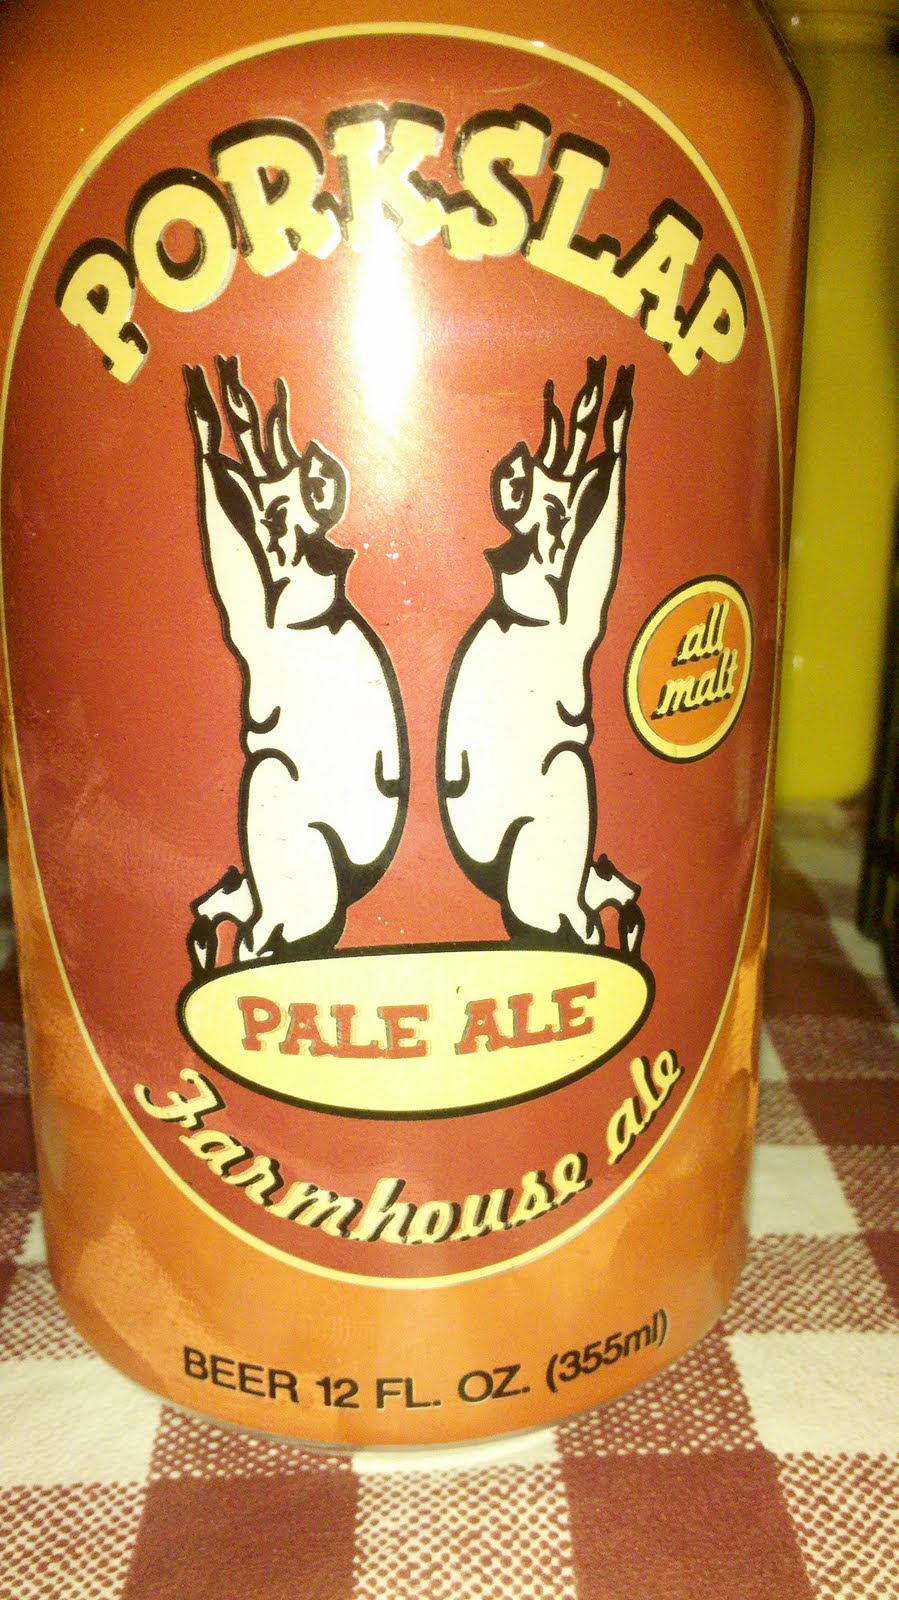 PORKSLAP
all
malt
PALE ALE
Farmhouse ale
BEER 12 FL. OZ. (355ml)